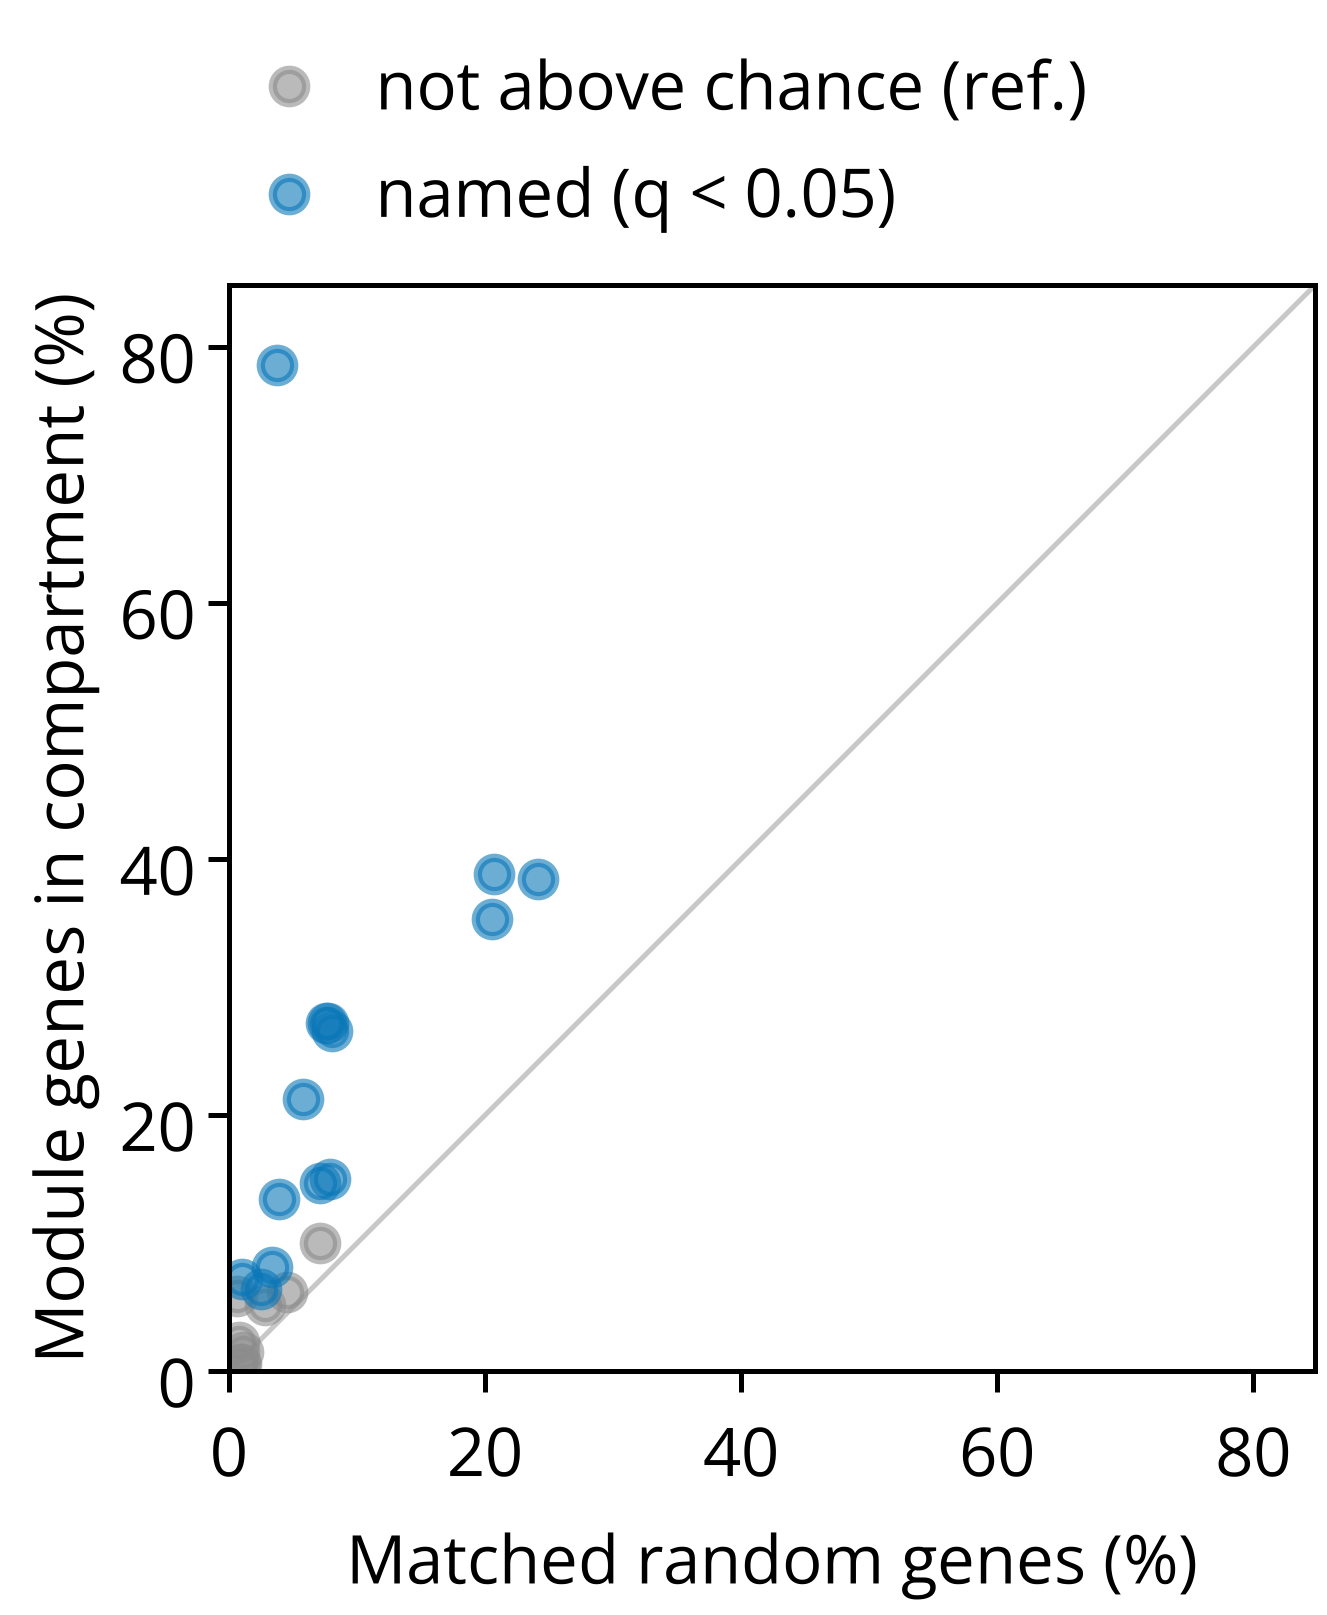 not above chance (ref.)
named (q < 0.05)
Module genes in compartment (%)
80
60
40
20
0
0 20 40 60 80
Matched random genes (%)